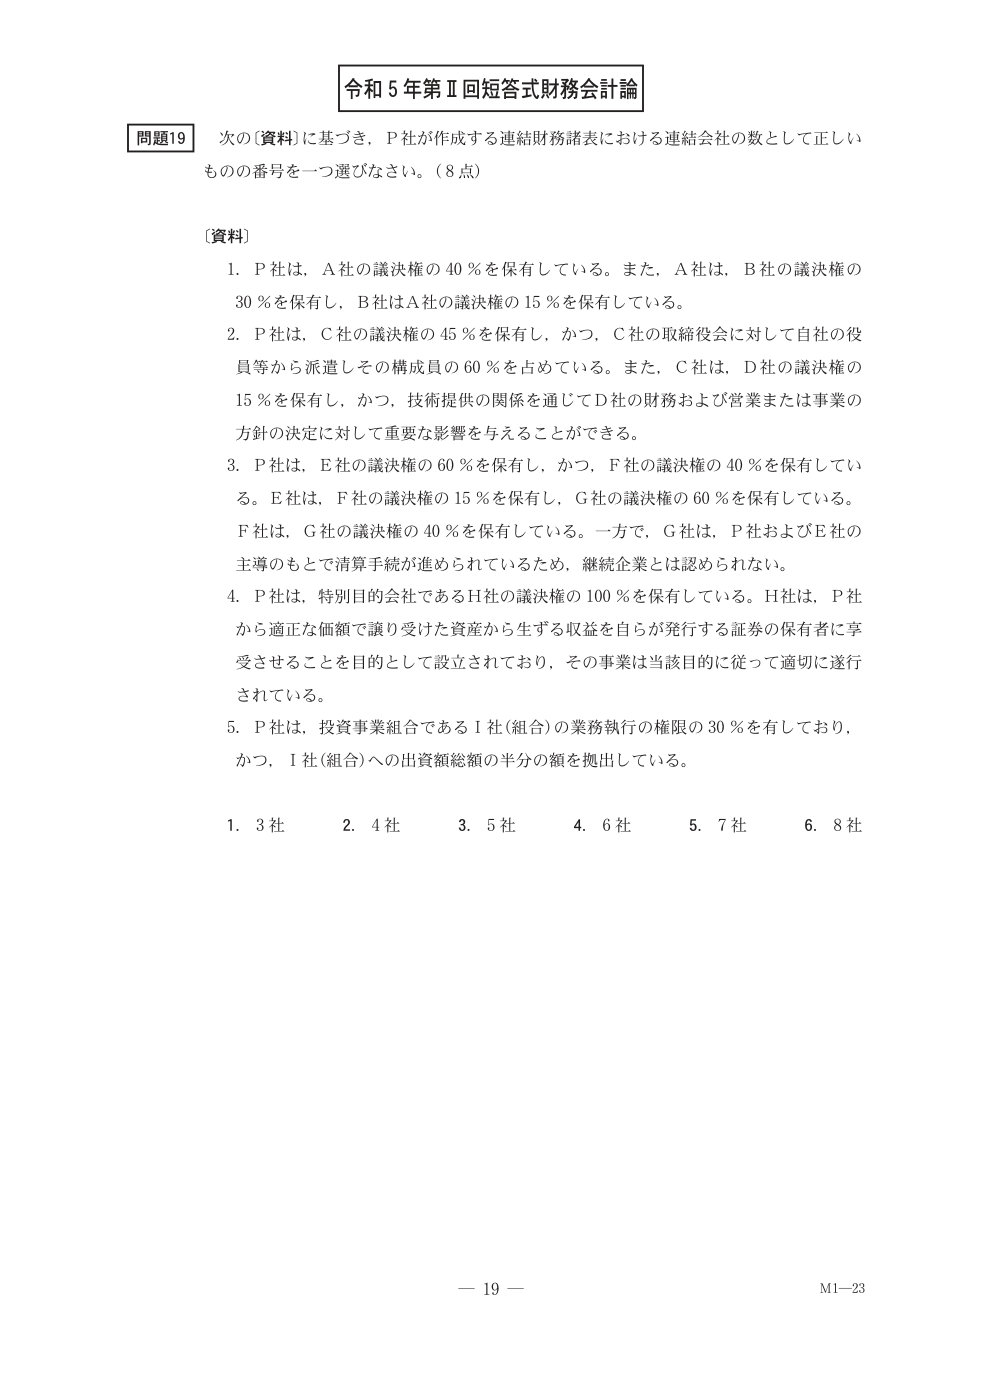 令和5年第Ⅱ回短答式財務会計論
問題19　次の〔資料〕に基づき，P社が作成する連結財務諸表における連結会社の数として正しい
ものの番号を一つ選びなさい。（8点）
〔資料〕
1．P社は，A社の議決権の40％を保有している。また，A社は，B社の議決権の
30％を保有し，B社はA社の議決権の15％を保有している。
2．P社は，C社の議決権の45％を保有し，かつ，C社の取締役会に対して自社の役
員等から派遣しその構成員の60％を占めている。また，C社は，D社の議決権の
15％を保有し，かつ，技術提供の関係を通じてD社の財務および営業または事業の
方針の決定に対して重要な影響を与えることができる。
3．P社は，E社の議決権の60％を保有し，かつ，F社の議決権の40％を保有してい
る。E社は，F社の議決権の15％を保有し，G社の議決権の60％を保有している。
F社は，G社の議決権の40％を保有している。一方で，G社は，P社およびE社の
主導のもとで清算手続が進められているため，継続企業とは認められない。
4．P社は，特別目的会社であるH社の議決権の100％を保有している。H社は，P社
から適正な価額で譲り受けた資産から生ずる収益を自らが発行する証券の保有者に享
受させることを目的として設立されており，その事業は当該目的に従って適切に遂行
されている。
5．P社は，投資事業組合であるI社（組合）の業務執行の権限の30％を有しており，
かつ，I社（組合）への出資額総額の半分の額を拠出している。
1．3社　2．4社　3．5社　4．6社　5．7社　6．8社
― 19 ―　M1―23